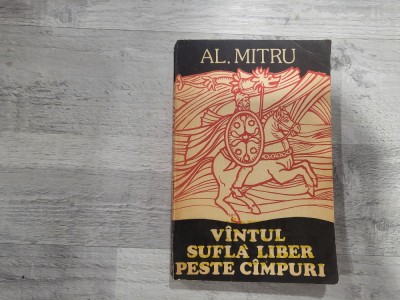 AL. MITRU
VÎNTUL
SUFLĂ LIBER
PESTE CÎMPURI